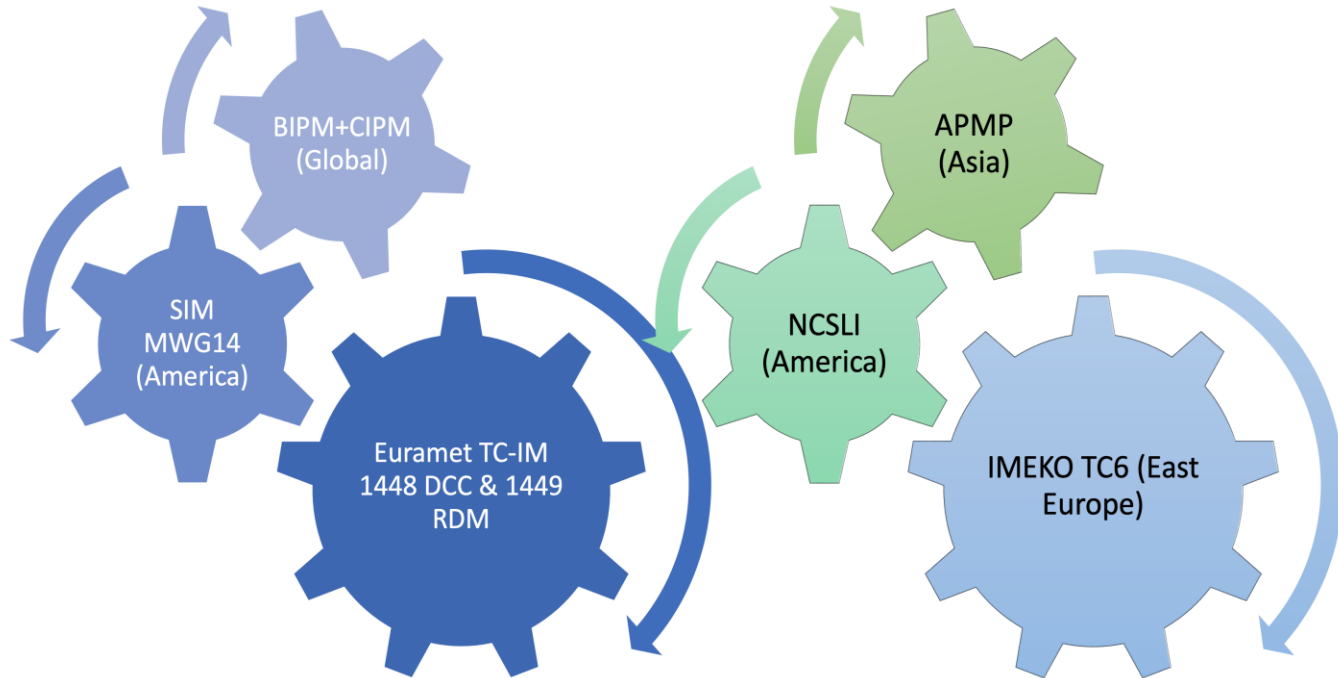 BIPM+CIPM
(Global)
SIM
MWG14
(America)
Euramet TC-IM
1448 DCC & 1449
RDM
APMP
(Asia)
NCSLI
(America)
IMEKO TC6 (East
Europe)